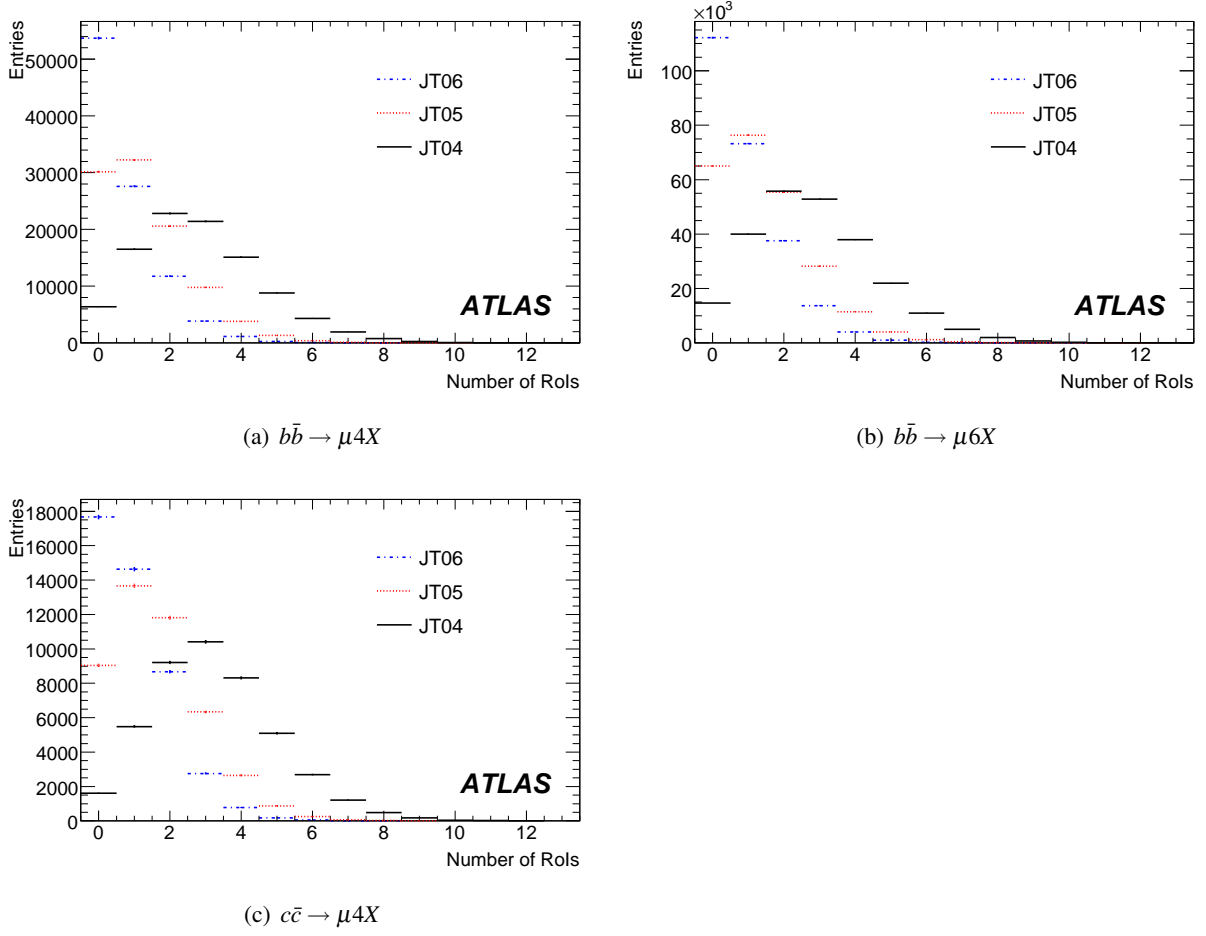 Entries
50000
40000
30000
20000
10000
0
JT06
JT05
JT04
ATLAS
0 2 4 6 8 10 12
Number of RoIs
(a) bb̄ → μ4X
×10³
Entries
100
80
60
40
20
0
JT06
JT05
JT04
ATLAS
0 2 4 6 8 10 12
Number of RoIs
(b) bb̄ → μ6X
Entries
18000
16000
14000
12000
10000
8000
6000
4000
2000
0
JT06
JT05
JT04
ATLAS
0 2 4 6 8 10 12
Number of RoIs
(c) cc̄ → μ4X